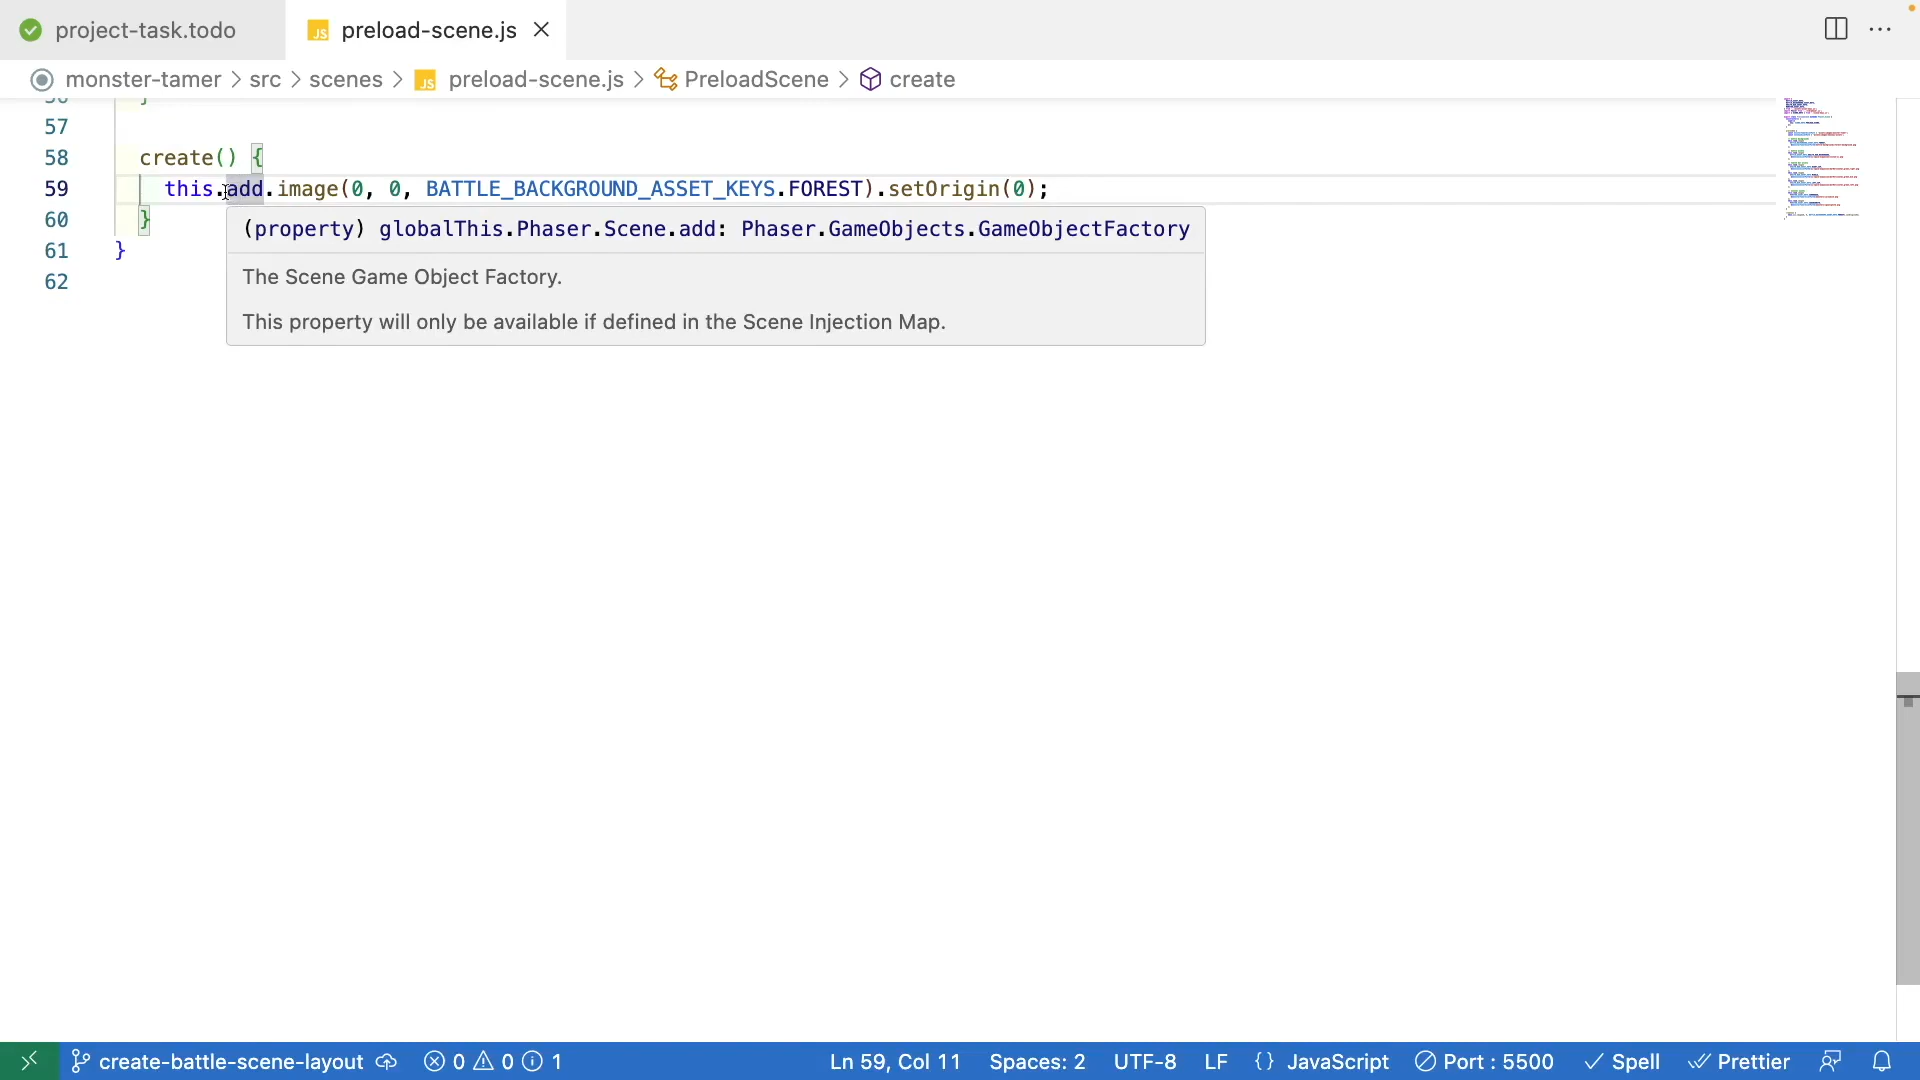 project-task.todo
JS preload-scene.js
monster-tamer > src > scenes > JS preload-scene.js > PreloadScene > create
56 }
57
58 create() {
59 this.add.image(0, 0, BATTLE_BACKGROUND_ASSET_KEYS.FOREST).setOrigin(0);
60 }
61 }
62
(property) globalThis.Phaser.Scene.add: Phaser.GameObjects.GameObjectFactory
The Scene Game Object Factory.
This property will only be available if defined in the Scene Injection Map.
create-battle-scene-layout 0 0 1 Ln 59, Col 11 Spaces: 2 UTF-8 LF {} JavaScript Port : 5500 Spell Prettier